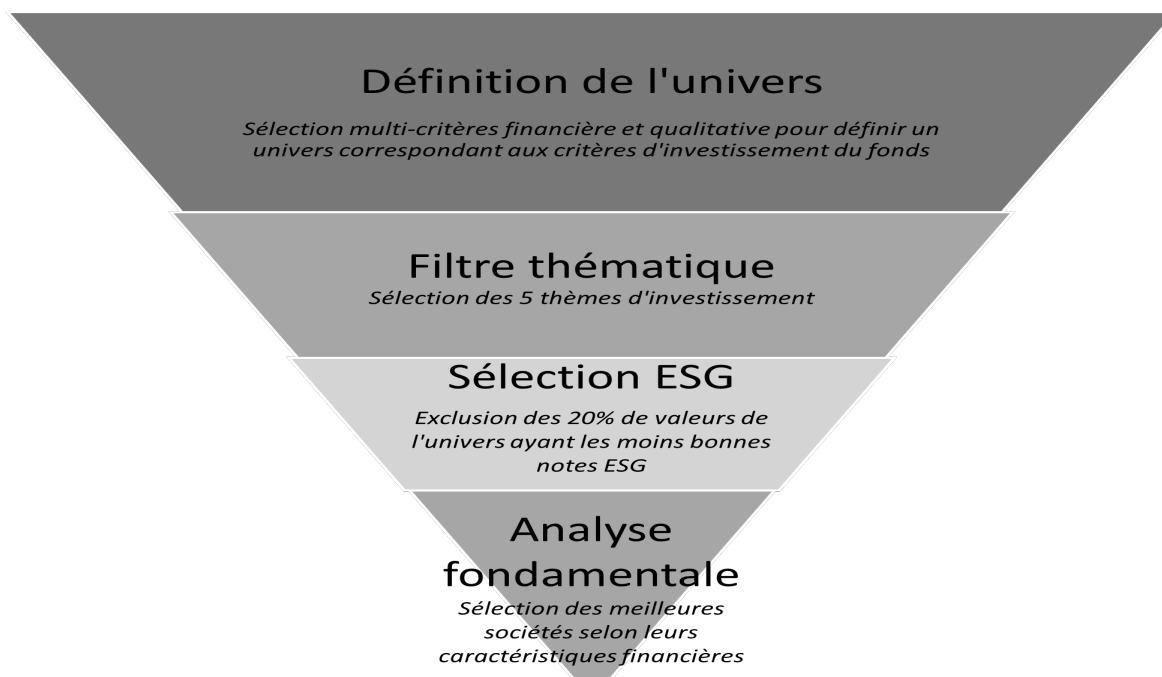 Définition de l'univers
Sélection multi-critères financière et qualitative pour définir un
univers correspondant aux critères d'investissement du fonds
Filtre thématique
Sélection des 5 thèmes d'investissement
Sélection ESG
Exclusion des 20% de valeurs de
l'univers ayant les moins bonnes
notes ESG
Analyse
fondamentale
Sélection des meilleures
sociétés selon leurs
caractéristiques financières